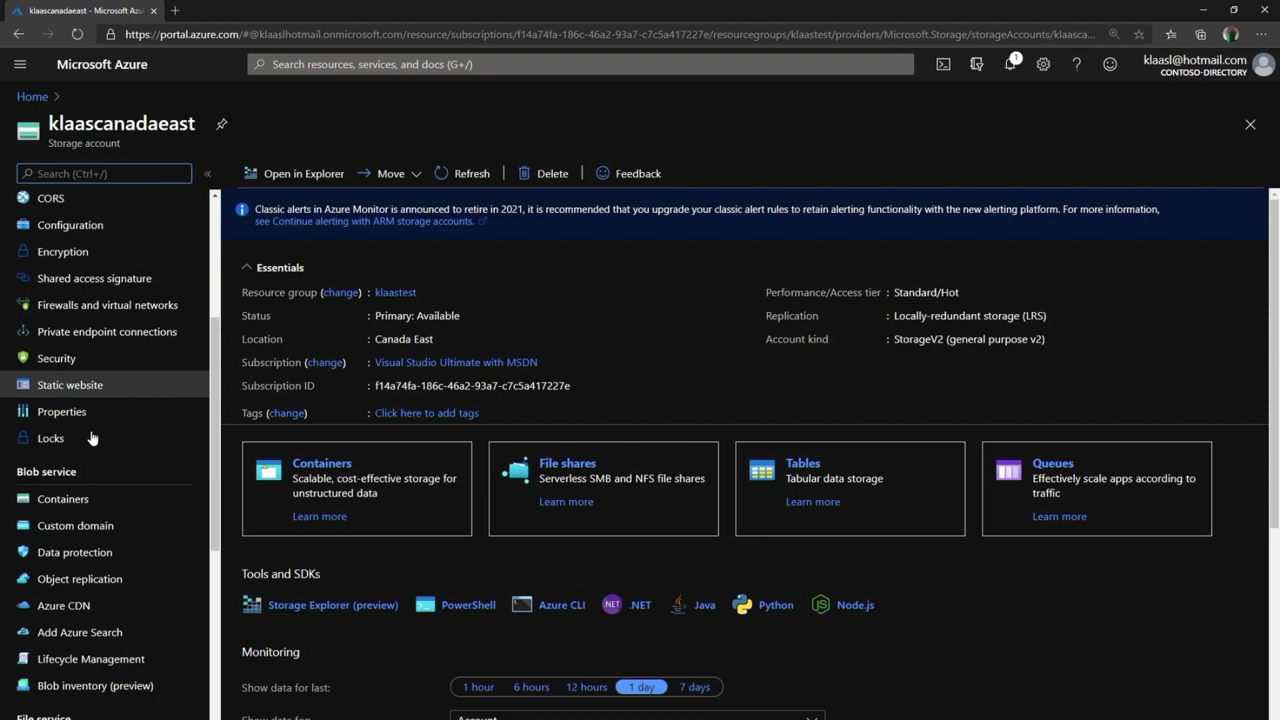 klaascanadaeast - Microsoft Azu
https://portal.azure.com/#@klaaslhotmail.onmicrosoft.com/resource/subscriptions/f14a74fa-186c-46a2-93a7-c7c5a417227e/resourcegroups/klaastest/providers/Microsoft.Storage/storageAccounts/klaasca...
Microsoft Azure
Search resources, services, and docs (G+/)
1
klaasl@hotmail.com
CONTOSO-DIRECTORY
Home
klaascanadaeast
Storage account
Search (Ctrl+/)
Open in Explorer
Move
Refresh
Delete
Feedback
CORS
Configuration
Encryption
Shared access signature
Firewalls and virtual networks
Private endpoint connections
Security
Static website
Properties
Locks
Blob service
Containers
Custom domain
Data protection
Object replication
Azure CDN
Add Azure Search
Lifecycle Management
Blob inventory (preview)
File service
Classic alerts in Azure Monitor is announced to retire in 2021, it is recommended that you upgrade your classic alert rules to retain alerting functionality with the new alerting platform. For more information,
see Continue alerting with ARM storage accounts.
Essentials
Resource group (change) : klaastest
Status : Primary: Available
Location : Canada East
Subscription (change) : Visual Studio Ultimate with MSDN
Subscription ID : f14a74fa-186c-46a2-93a7-c7c5a417227e
Tags (change) : Click here to add tags
Performance/Access tier : Standard/Hot
Replication : Locally-redundant storage (LRS)
Account kind : StorageV2 (general purpose v2)
Containers
Scalable, cost-effective storage for
unstructured data
Learn more
File shares
Serverless SMB and NFS file shares
Learn more
Tables
Tabular data storage
Learn more
Queues
Effectively scale apps according to
traffic
Learn more
Tools and SDKs
Storage Explorer (preview)
PowerShell
Azure CLI
.NET
.NET
Java
Python
Node.js
Monitoring
Show data for last:
1 hour
6 hours
12 hours
1 day
7 days
Show data for:
Account